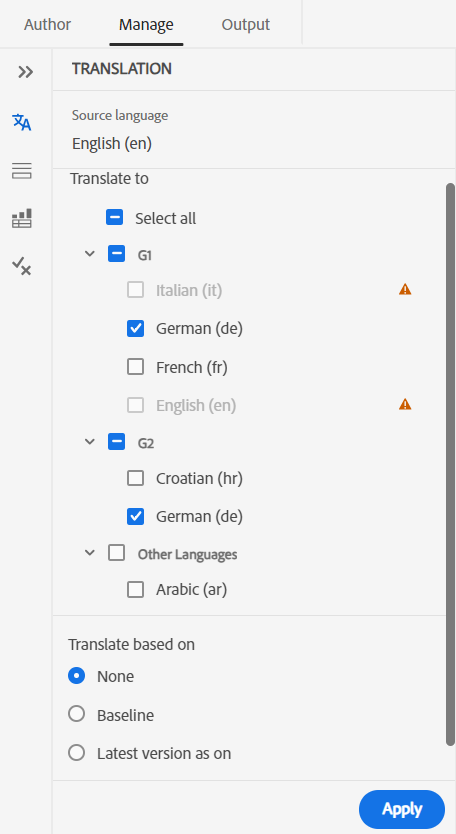 Author Manage Output
TRANSLATION
Source language
English (en)
Translate to
Select all
G1
Italian (it)
German (de)
French (fr)
English (en)
G2
Croatian (hr)
German (de)
Other Languages
Arabic (ar)
Translate based on
None
Baseline
Latest version as on
Apply